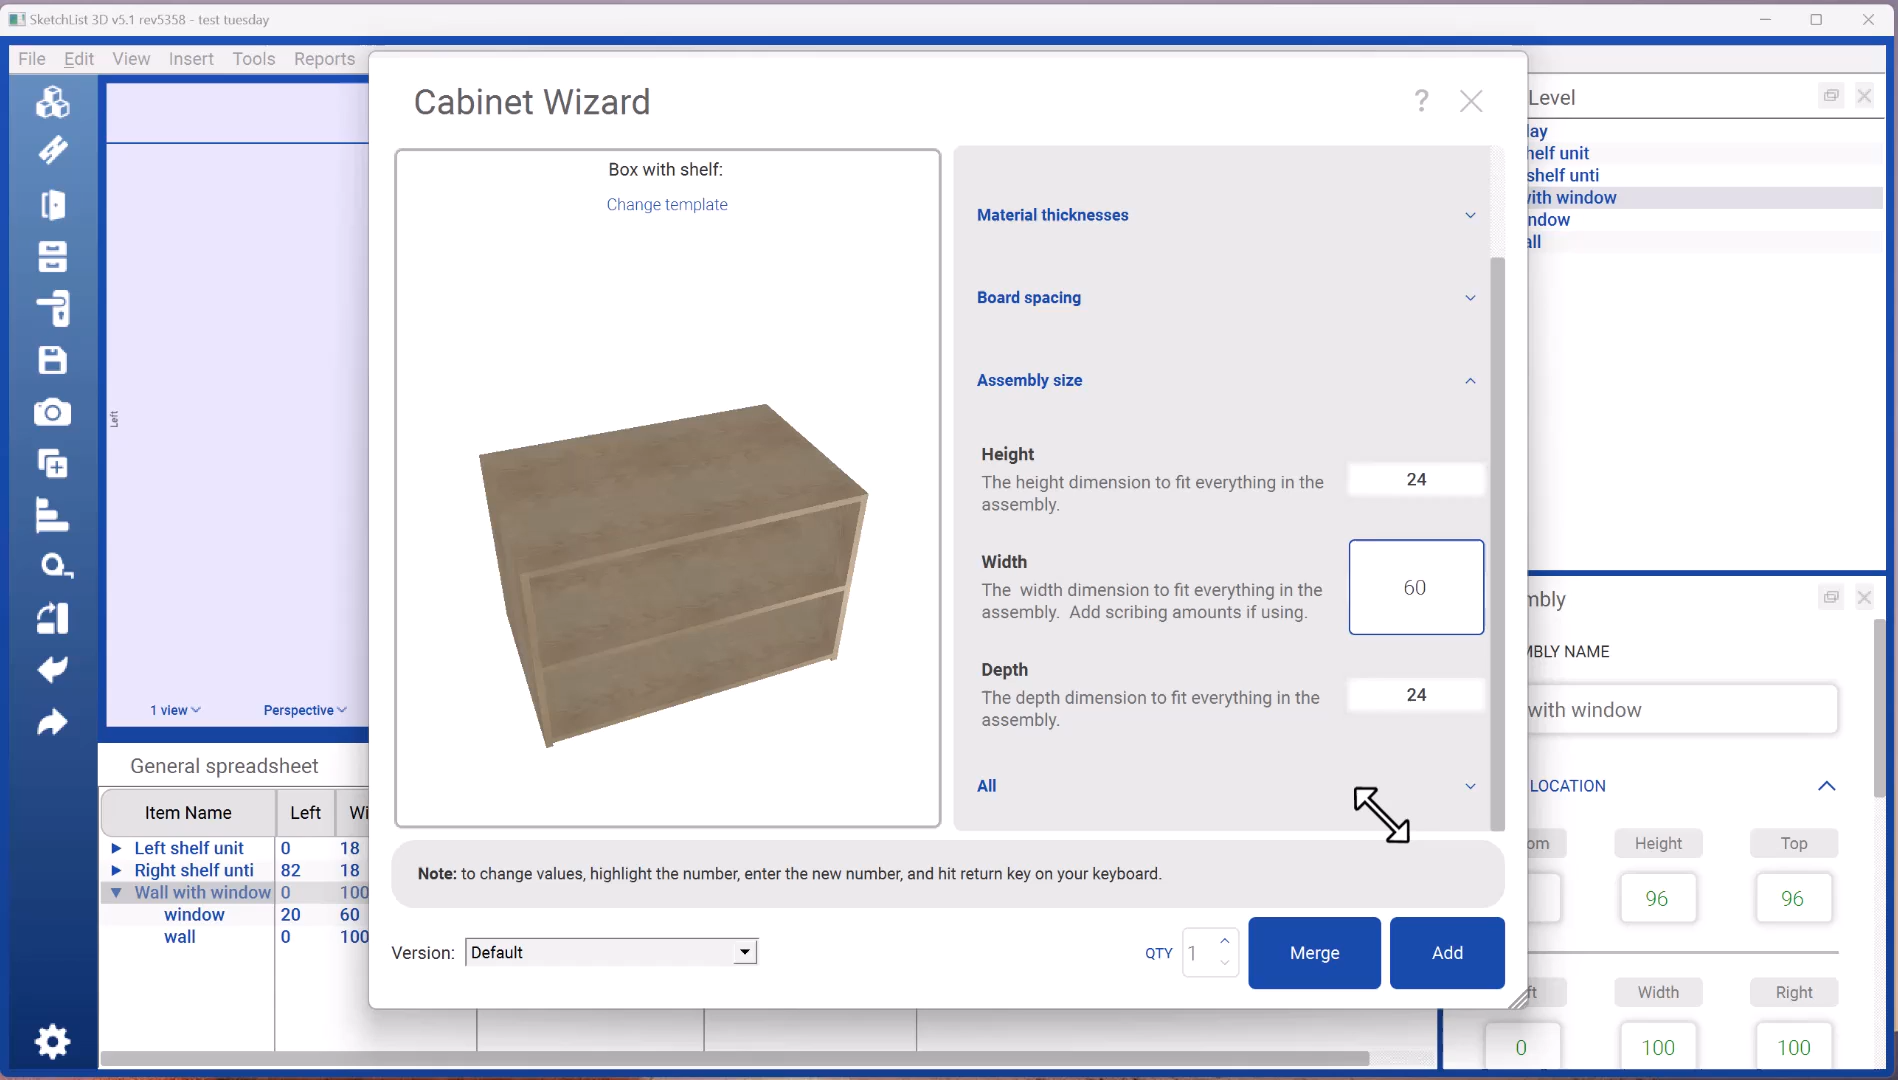 SketchList 3D v5.1 rev5358 - test tuesday
File Edit View Insert Tools Reports
Cabinet Wizard
?
Box with shelf:
Change template
Left
1 view
Perspective
Material thicknesses
Board spacing
Assembly size
Height
The height dimension to fit everything in the
assembly.
24
Width
The width dimension to fit everything in the
assembly. Add scribing amounts if using.
60
Depth
The depth dimension to fit everything in the
assembly.
24
All
Note: to change values, highlight the number, enter the new number, and hit return key on your keyboard.
Version: Default
QTY 1
Merge
Add
Level
lay
helf unit
shelf unti
vith window
ndow
all
mbly
MBLY NAME
with window
LOCATION
om Height Top
96 96
ft Width Right
0 100 100
General spreadsheet
Item Name Left Wi
Left shelf unit 0 18
Right shelf unti 82 18
Wall with window 0 100
window 20 60
wall 0 100